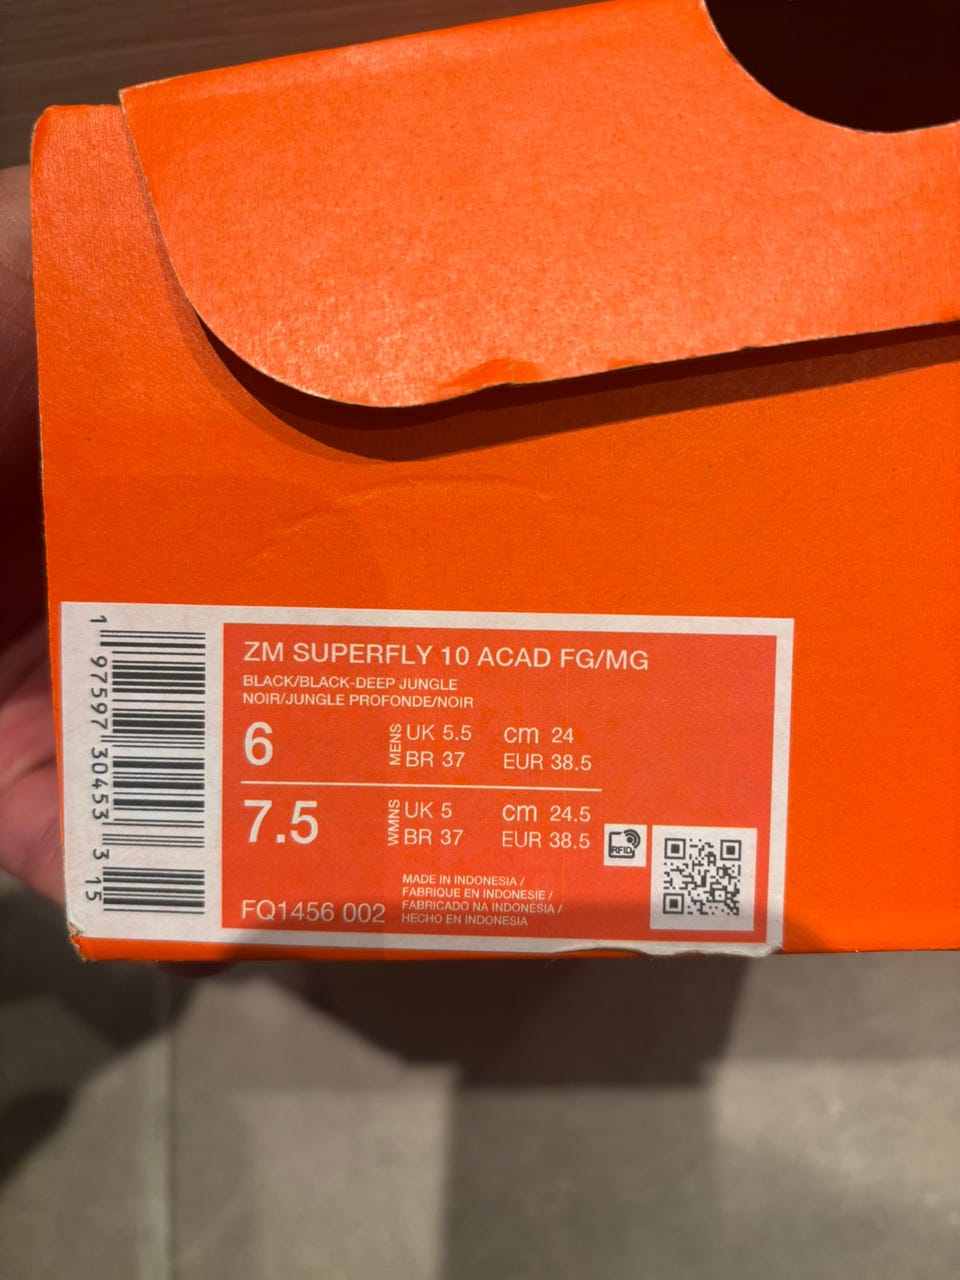 ZM SUPERFLY 10 ACAD FG/MG
BLACK/BLACK-DEEP JUNGLE
NOIR/JUNGLE PROFONDE/NOIR
6 MENS UK 5.5 cm 24
BR 37 EUR 38.5
7.5 WMNS UK 5 cm 24.5
BR 37 EUR 38.5
RFID
MADE IN INDONESIA /
FABRIQUE EN INDONESIE /
FABRICADO NA INDONÉSIA /
HECHO EN INDONESIA
FQ1456 002
1 97597 30453 3 15